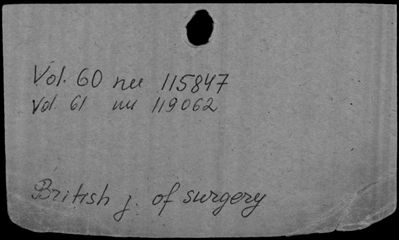 Vol. 60 nu 115847
Vol. 61 nu 119062
British j. of surgery